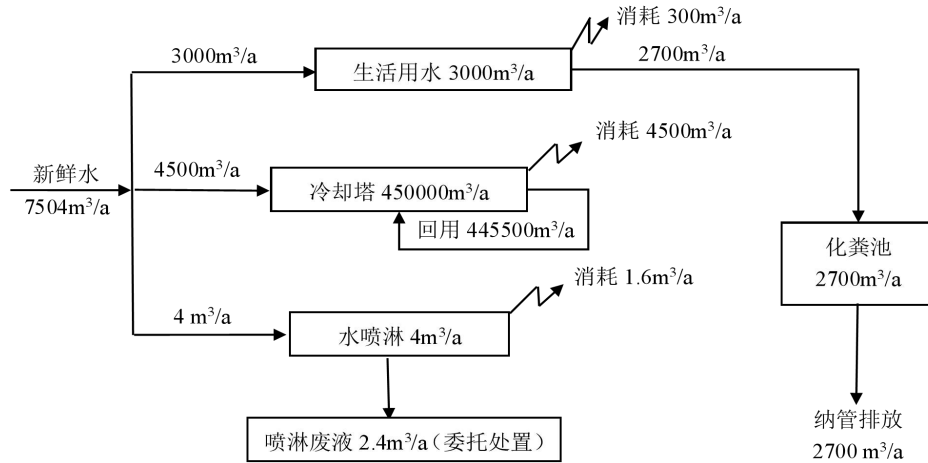 消耗 300m³/a
3000m³/a
2700m³/a
生活用水 3000m³/a
消耗 4500m³/a
新鲜水
7504m³/a
4500m³/a
冷却塔 450000m³/a
回用 445500m³/a
化粪池
2700m³/a
消耗 1.6m³/a
4 m³/a
水喷淋 4m³/a
喷淋废液 2.4m³/a（委托处置）
纳管排放
2700 m³/a